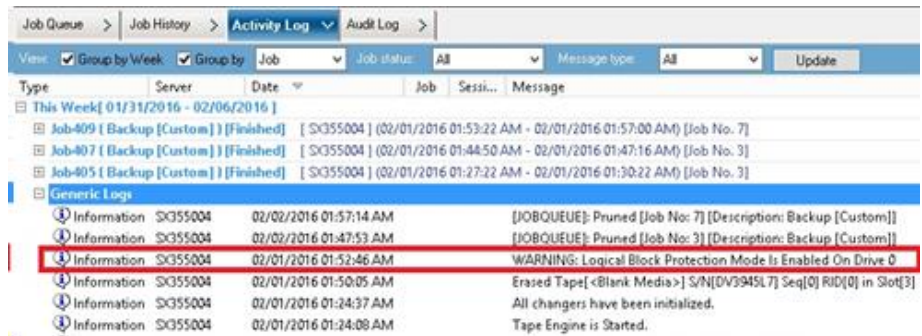 Job Queue > Job History > Activity Log Audit Log >
View: Group by Week Group by Job Job status: All Message type: All Update
Type Server Date Job Sessi... Message
This Week[ 01/31/2016 - 02/06/2016 ]
Job409 ( Backup [Custom] ) [Finished] [ SX355004 ] (02/01/2016 01:53:22 AM - 02/01/2016 01:57:00 AM) [Job No. 7]
Job407 ( Backup [Custom] ) [Finished] [ SX355004 ] (02/01/2016 01:44:50 AM - 02/01/2016 01:47:16 AM) [Job No. 3]
Job405 ( Backup [Custom] ) [Finished] [ SX355004 ] (02/01/2016 01:27:22 AM - 02/01/2016 01:30:22 AM) [Job No. 3]
Generic Logs
Information SX355004 02/02/2016 01:57:14 AM [JOBQUEUE]: Pruned [Job No: 7] [Description: Backup [Custom]]
Information SX355004 02/02/2016 01:47:53 AM [JOBQUEUE]: Pruned [Job No: 3] [Description: Backup [Custom]]
Information SX355004 02/01/2016 01:52:46 AM WARNING: Logical Block Protection Mode Is Enabled On Drive 0
Information SX355004 02/01/2016 01:50:05 AM Erased Tape[ <Blank Media>] S/N[DV3945L7] Seq[0] RID[0] in Slot[3]
Information SX355004 02/01/2016 01:24:37 AM All changers have been initialized.
Information SX355004 02/01/2016 01:24:08 AM Tape Engine is Started.